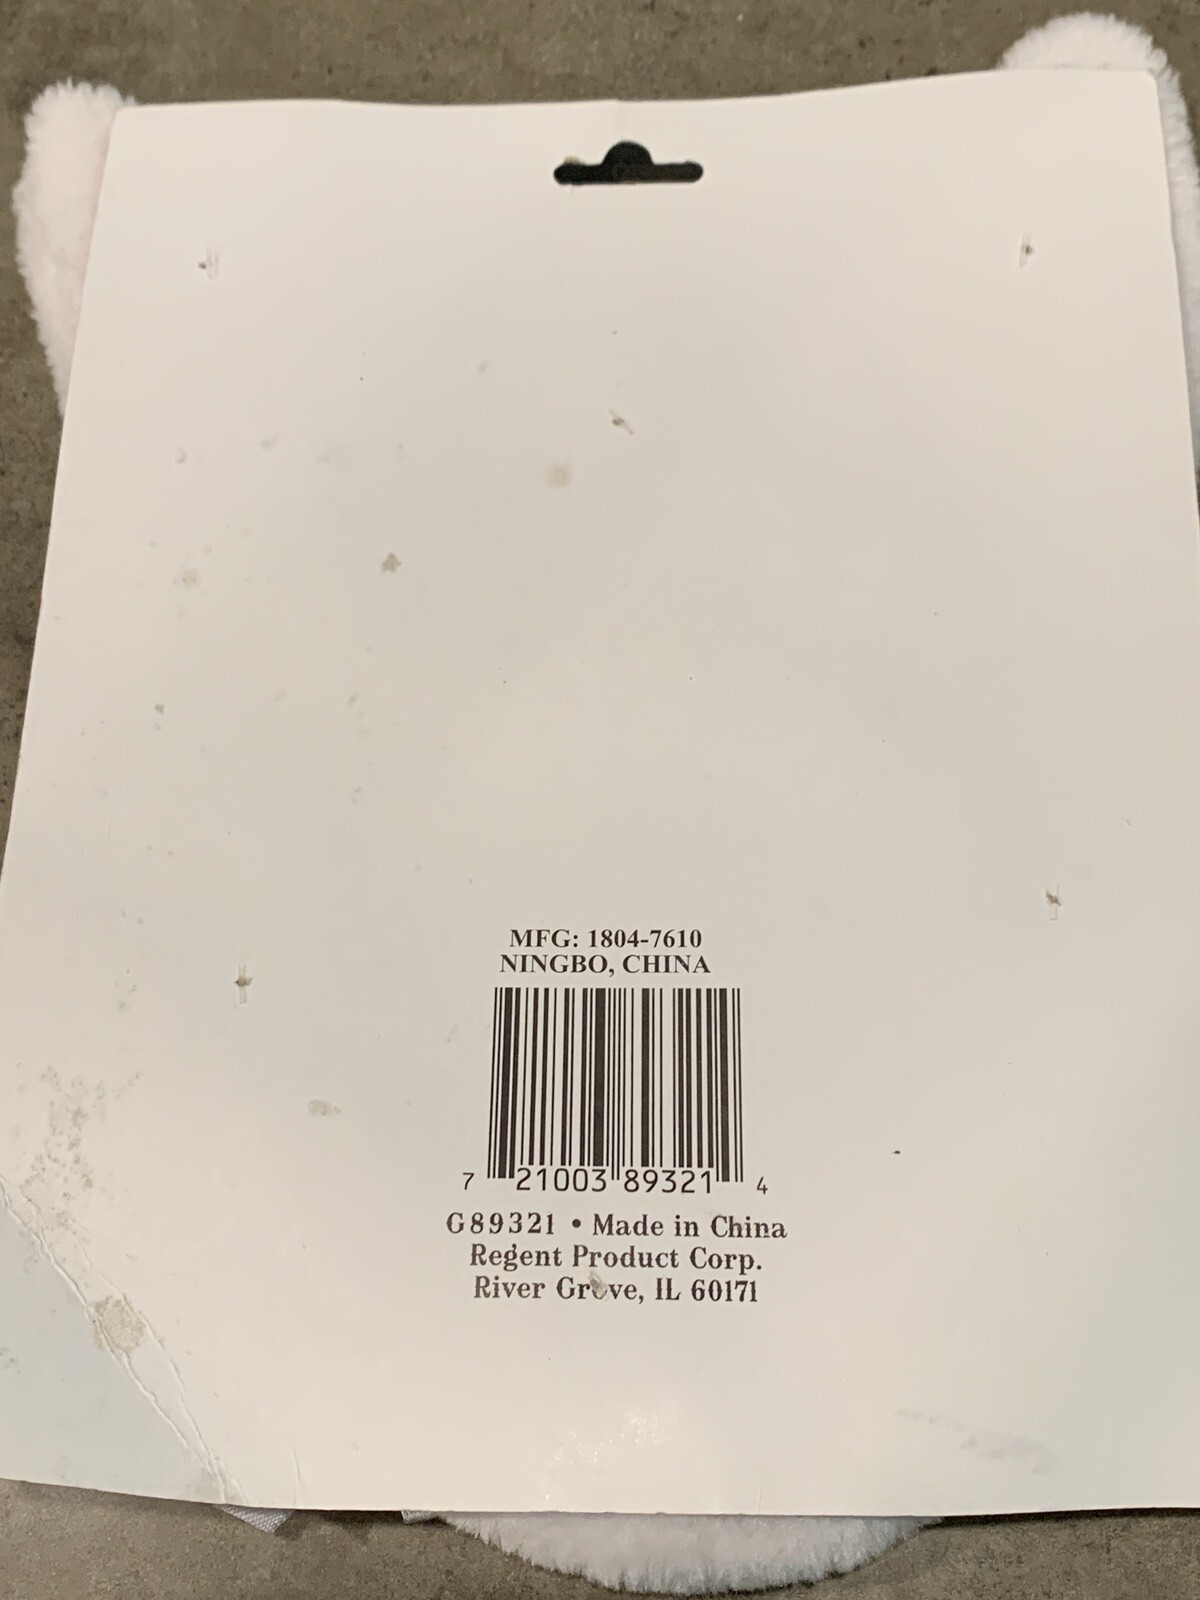 MFG: 1804-7610
NINGBO, CHINA
7 21003 89321 4
G89321 • Made in China
Regent Product Corp.
River Grove, IL 60171